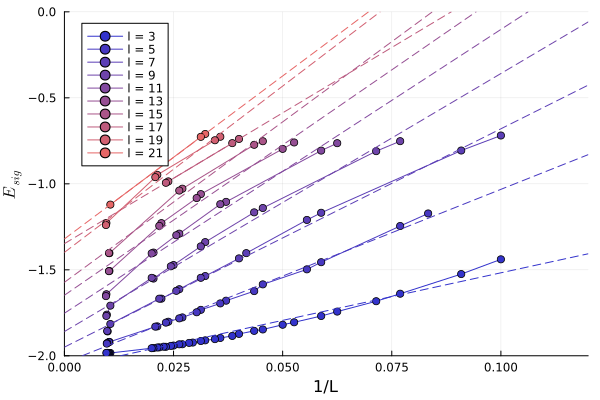 0.0
l = 3
l = 5
l = 7
l = 9
l = 11
l = 13
l = 15
l = 17
l = 19
l = 21
−0.5
−1.0
−1.5
−2.0
E_sig
0.000 0.025 0.050 0.075 0.100
1/L